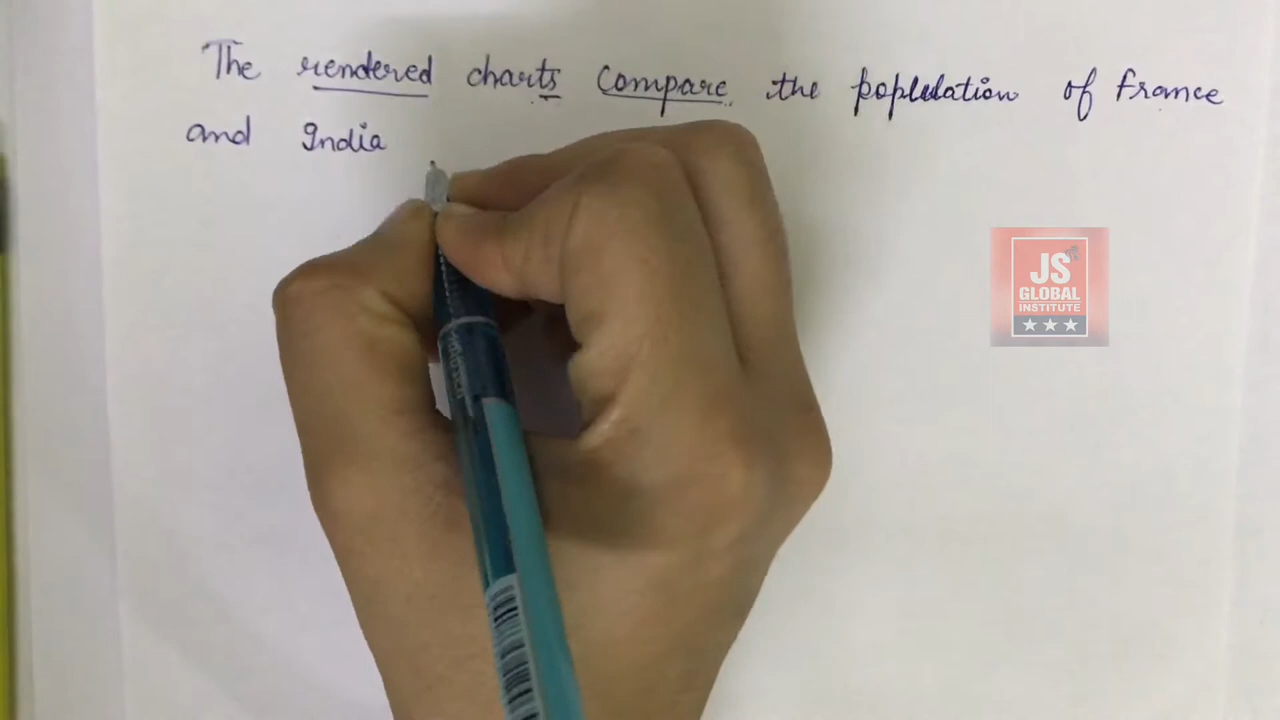 The rendered charts compare the poplulation of France
and India
JS
GLOBAL
INSTITUTE